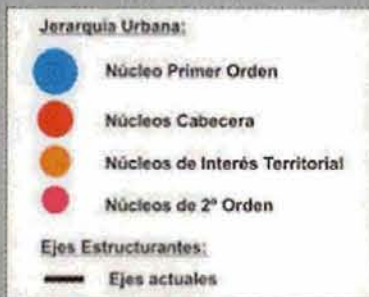 Jerarquía Urbana:
Núcleo Primer Orden
Núcleos Cabecera
Núcleos de Interés Territorial
Núcleos de 2º Orden
Ejes Estructurantes:
Ejes actuales